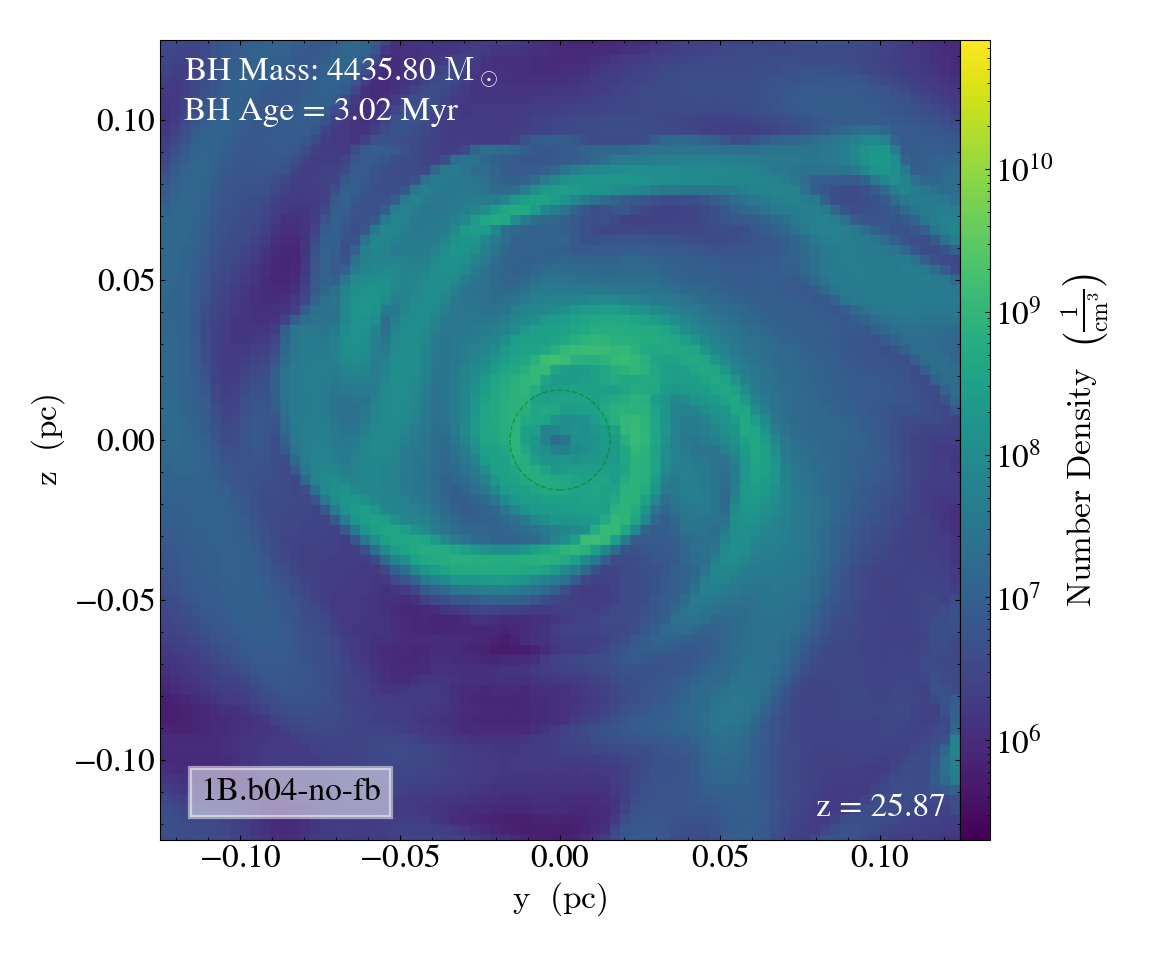 BH Mass: 4435.80 M⊙
BH Age = 3.02 Myr
0.10
0.05
0.00
−0.05
−0.10
z (pc)
1B.b04-no-fb
z = 25.87
−0.10 −0.05 0.00 0.05 0.10
y (pc)
10¹⁰
10⁹
10⁸
10⁷
10⁶
Number Density (1/cm³)